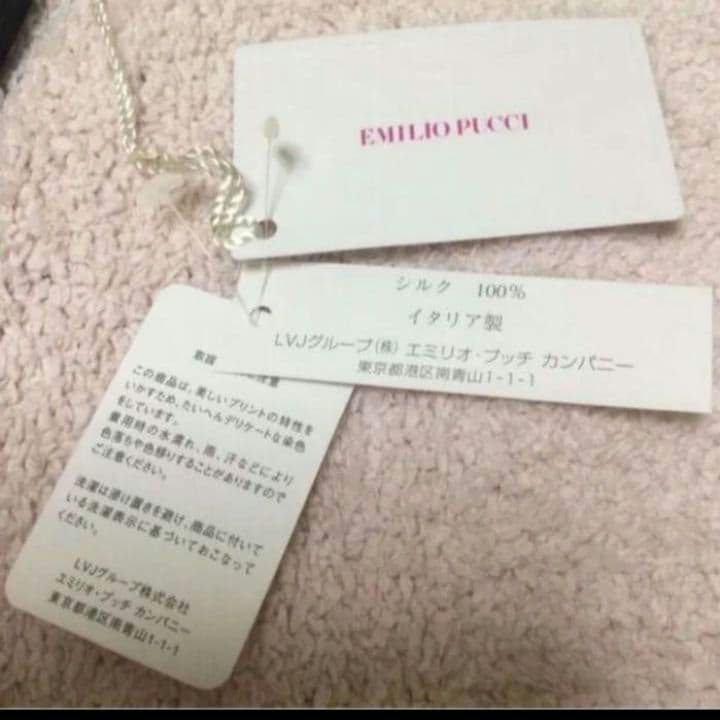 EMILIO PUCCI
シルク 100%
イタリア製
LVJグループ(株) エミリオ・プッチ カンパニー
東京都港区南青山1-1-1
取扱 注意
この商品は、美しいプリントの特性を
いかすため、たいへんデリケートな染色
をしています。
着用時の水濡れ、雨、汗などにより
色落ちや色移りすることがありますので
ご注意ください。
洗濯は浸け置きを避け、商品に付いて
いる洗濯表示に基づいておこなって
ください。
LVJグループ株式会社
エミリオ・プッチ カンパニー
東京都港区南青山1-1-1